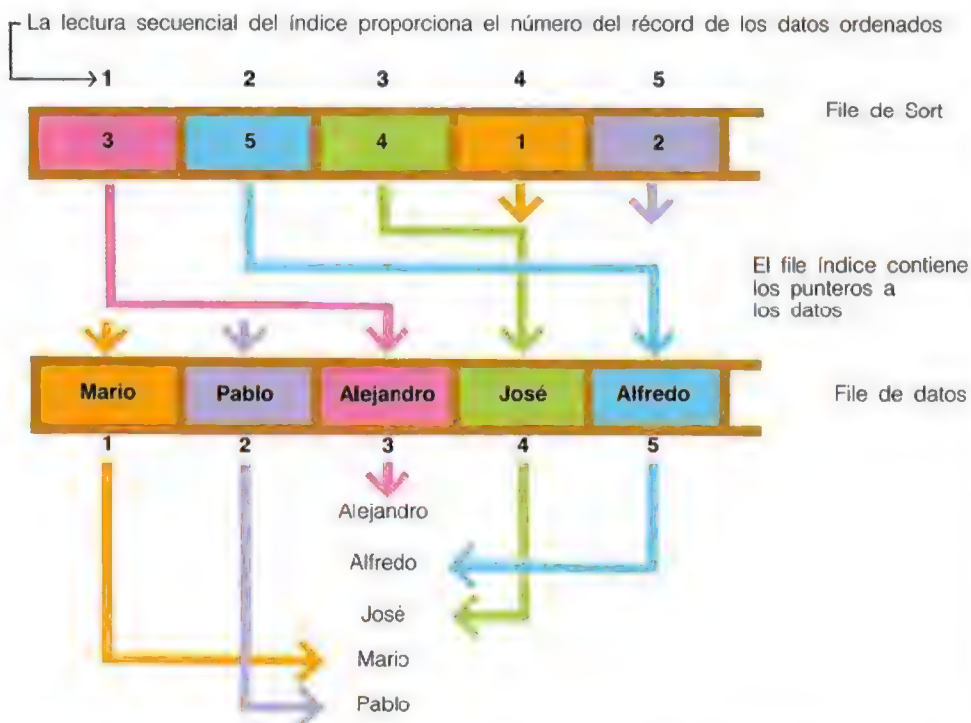 La lectura secuencial del índice proporciona el número del récord de los datos ordenados
1 2 3 4 5
File de Sort
3 5 4 1 2
El file índice contiene
los punteros a
los datos
Mario Pablo Alejandro José Alfredo
File de datos
1 2 3 4 5
Alejandro
Alfredo
José
Mario
Pablo